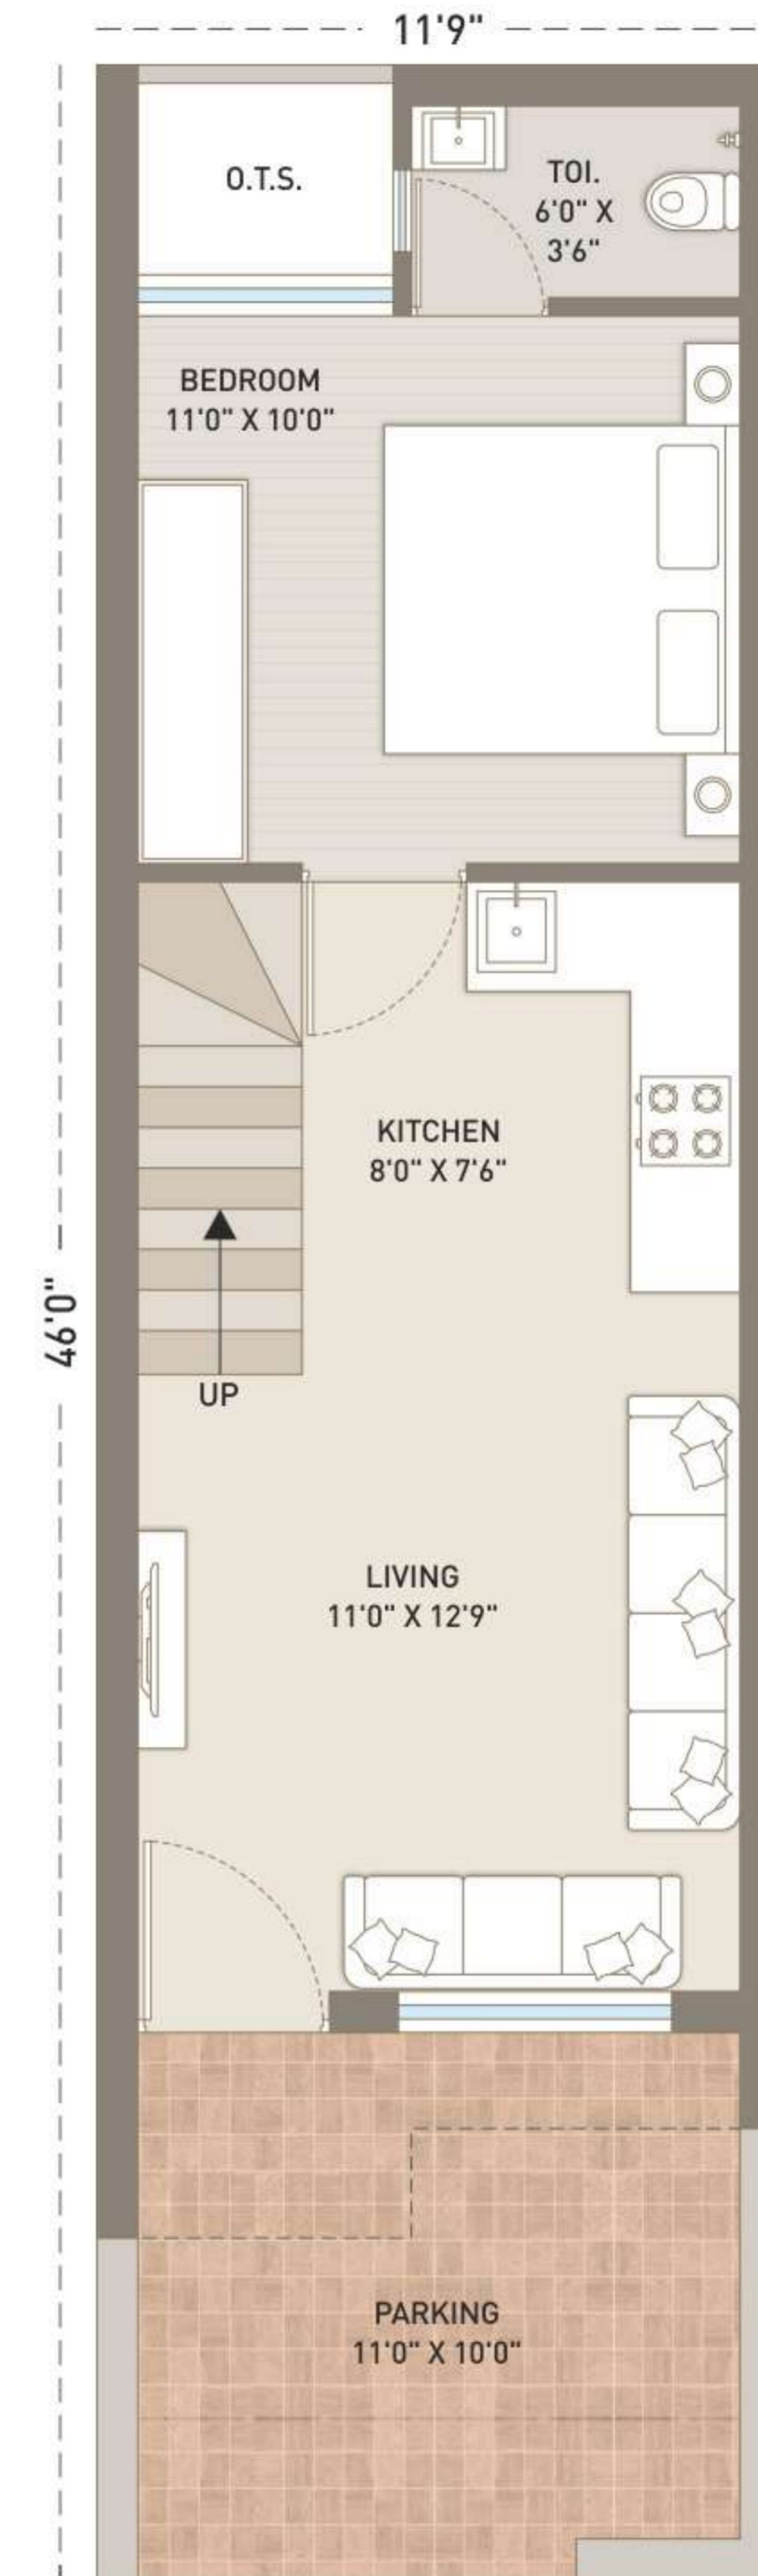 11'9"
O.T.S.
TOI.
6'0" X
3'6"
BEDROOM
11'0" X 10'0"
KITCHEN
8'0" X 7'6"
46'0"
UP
LIVING
11'0" X 12'9"
PARKING
11'0" X 10'0"